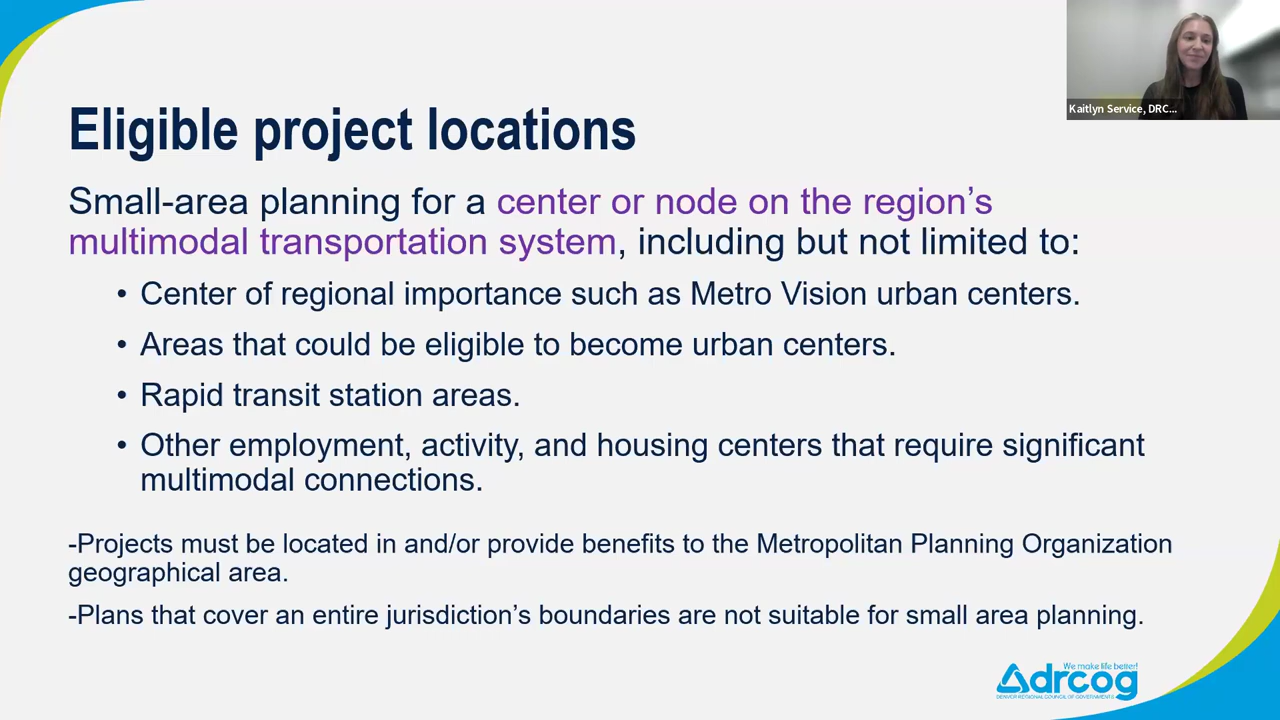 Kaitlyn Service, DRC...
Eligible project locations
Small-area planning for a center or node on the region’s
multimodal transportation system, including but not limited to:
• Center of regional importance such as Metro Vision urban centers.
• Areas that could be eligible to become urban centers.
• Rapid transit station areas.
• Other employment, activity, and housing centers that require significant
multimodal connections.
-Projects must be located in and/or provide benefits to the Metropolitan Planning Organization
geographical area.
-Plans that cover an entire jurisdiction’s boundaries are not suitable for small area planning.
We make life better!
drcog
DENVER REGIONAL COUNCIL OF GOVERNMENTS